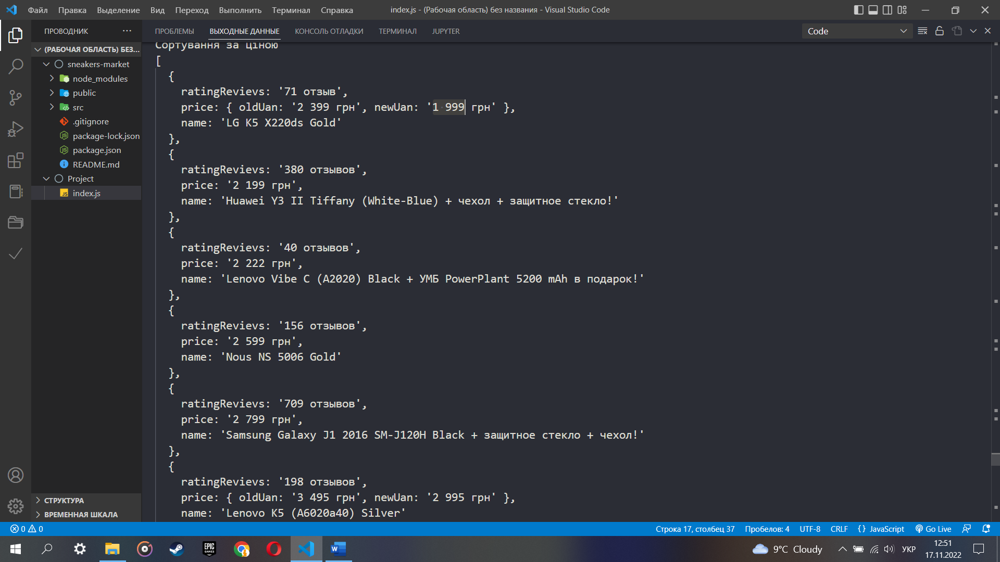 Файл Правка Выделение Вид Переход Выполнить Терминал Справка
index.js - (Рабочая область) без названия - Visual Studio Code
ПРОВОДНИК ...
(РАБОЧАЯ ОБЛАСТЬ) БЕЗ...
sneakers-market
node_modules
public
src
.gitignore
package-lock.json
package.json
README.md
Project
JS index.js
СТРУКТУРА
ВРЕМЕННАЯ ШКАЛА
ПРОБЛЕМЫ ВЫХОДНЫЕ ДАННЫЕ КОНСОЛЬ ОТЛАДКИ ТЕРМИНАЛ JUPYTER
Code
Сортування за ціною
[
{
ratingRevievs: '71 отзыв',
price: { oldUan: '2 399 грн', newUan: '1 999 грн' },
name: 'LG K5 X220ds Gold'
},
{
ratingRevievs: '380 отзывов',
price: '2 199 грн',
name: 'Huawei Y3 II Tiffany (White-Blue) + чехол + защитное стекло!'
},
{
ratingRevievs: '40 отзывов',
price: '2 222 грн',
name: 'Lenovo Vibe C (A2020) Black + УМБ PowerPlant 5200 mAh в подарок!'
},
{
ratingRevievs: '156 отзывов',
price: '2 599 грн',
name: 'Nous NS 5006 Gold'
},
{
ratingRevievs: '709 отзывов',
price: '2 799 грн',
name: 'Samsung Galaxy J1 2016 SM-J120H Black + защитное стекло + чехол!'
},
{
ratingRevievs: '198 отзывов',
price: { oldUan: '3 495 грн', newUan: '2 995 грн' },
name: 'Lenovo K5 (A6020a40) Silver'
0 0
Строка 17, столбец 37 Пробелов: 4 UTF-8 CRLF {} JavaScript Go Live
EPIC GAMES
W
9°C Cloudy
УКР
12:51
17.11.2022